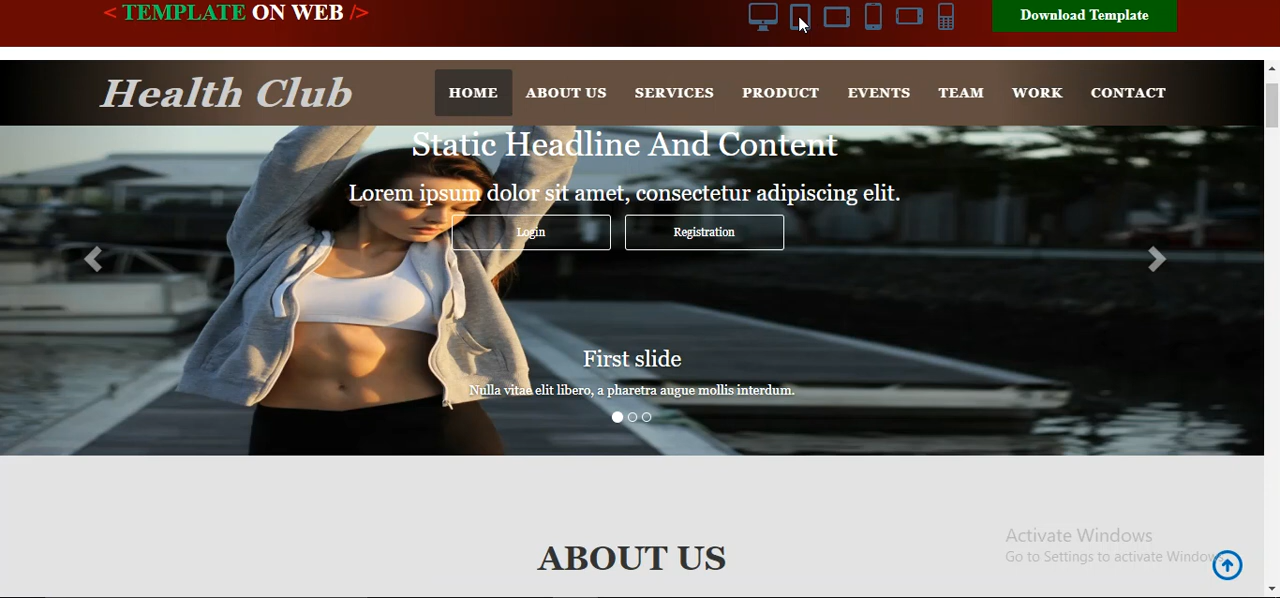 < TEMPLATE ON WEB />
Download Template
Health Club
HOME ABOUT US SERVICES PRODUCT EVENTS TEAM WORK CONTACT
Static Headline And Content
Lorem ipsum dolor sit amet, consectetur adipiscing elit.
Login Registration
First slide
Nulla vitae elit libero, a pharetra augue mollis interdum.
ABOUT US
Activate Windows
Go to Settings to activate Windows.